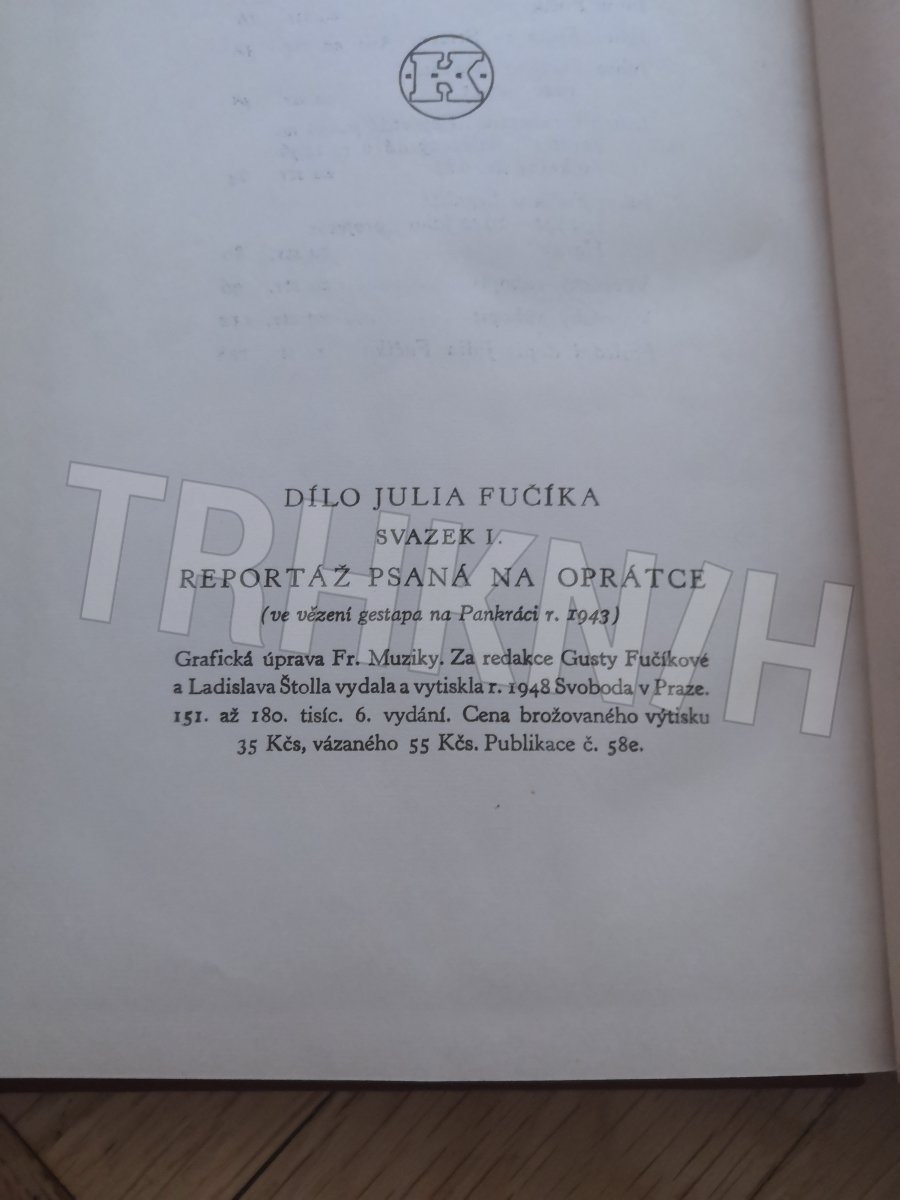 K
DÍLO JULIA FUČÍKA
SVAZEK I.
REPORTÁŽ PSANÁ NA OPRÁTCE
(ve vězení gestapa na Pankráci r. 1943)
Grafická úprava Fr. Muziky. Za redakce Gusty Fučíkové
a Ladislava Štolla vydala a vytiskla r. 1948 Svoboda v Praze.
151. až 180. tisíc. 6. vydání. Cena brožovaného výtisku
35 Kčs, vázaného 55 Kčs. Publikace č. 58e.
TRHKNIH